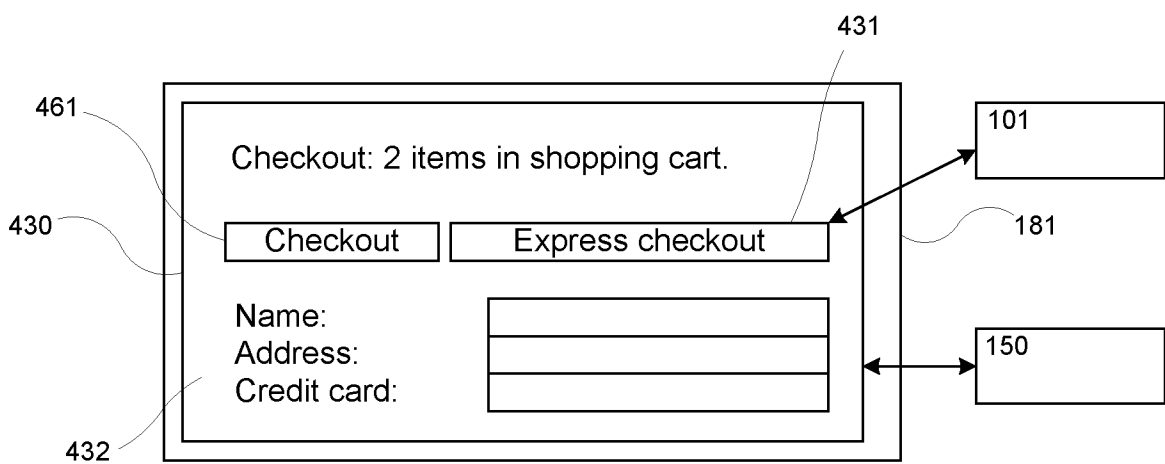 431
461
101
Checkout: 2 items in shopping cart.
430
Checkout
Express checkout
181
Name:
Address:
Credit card:
150
432